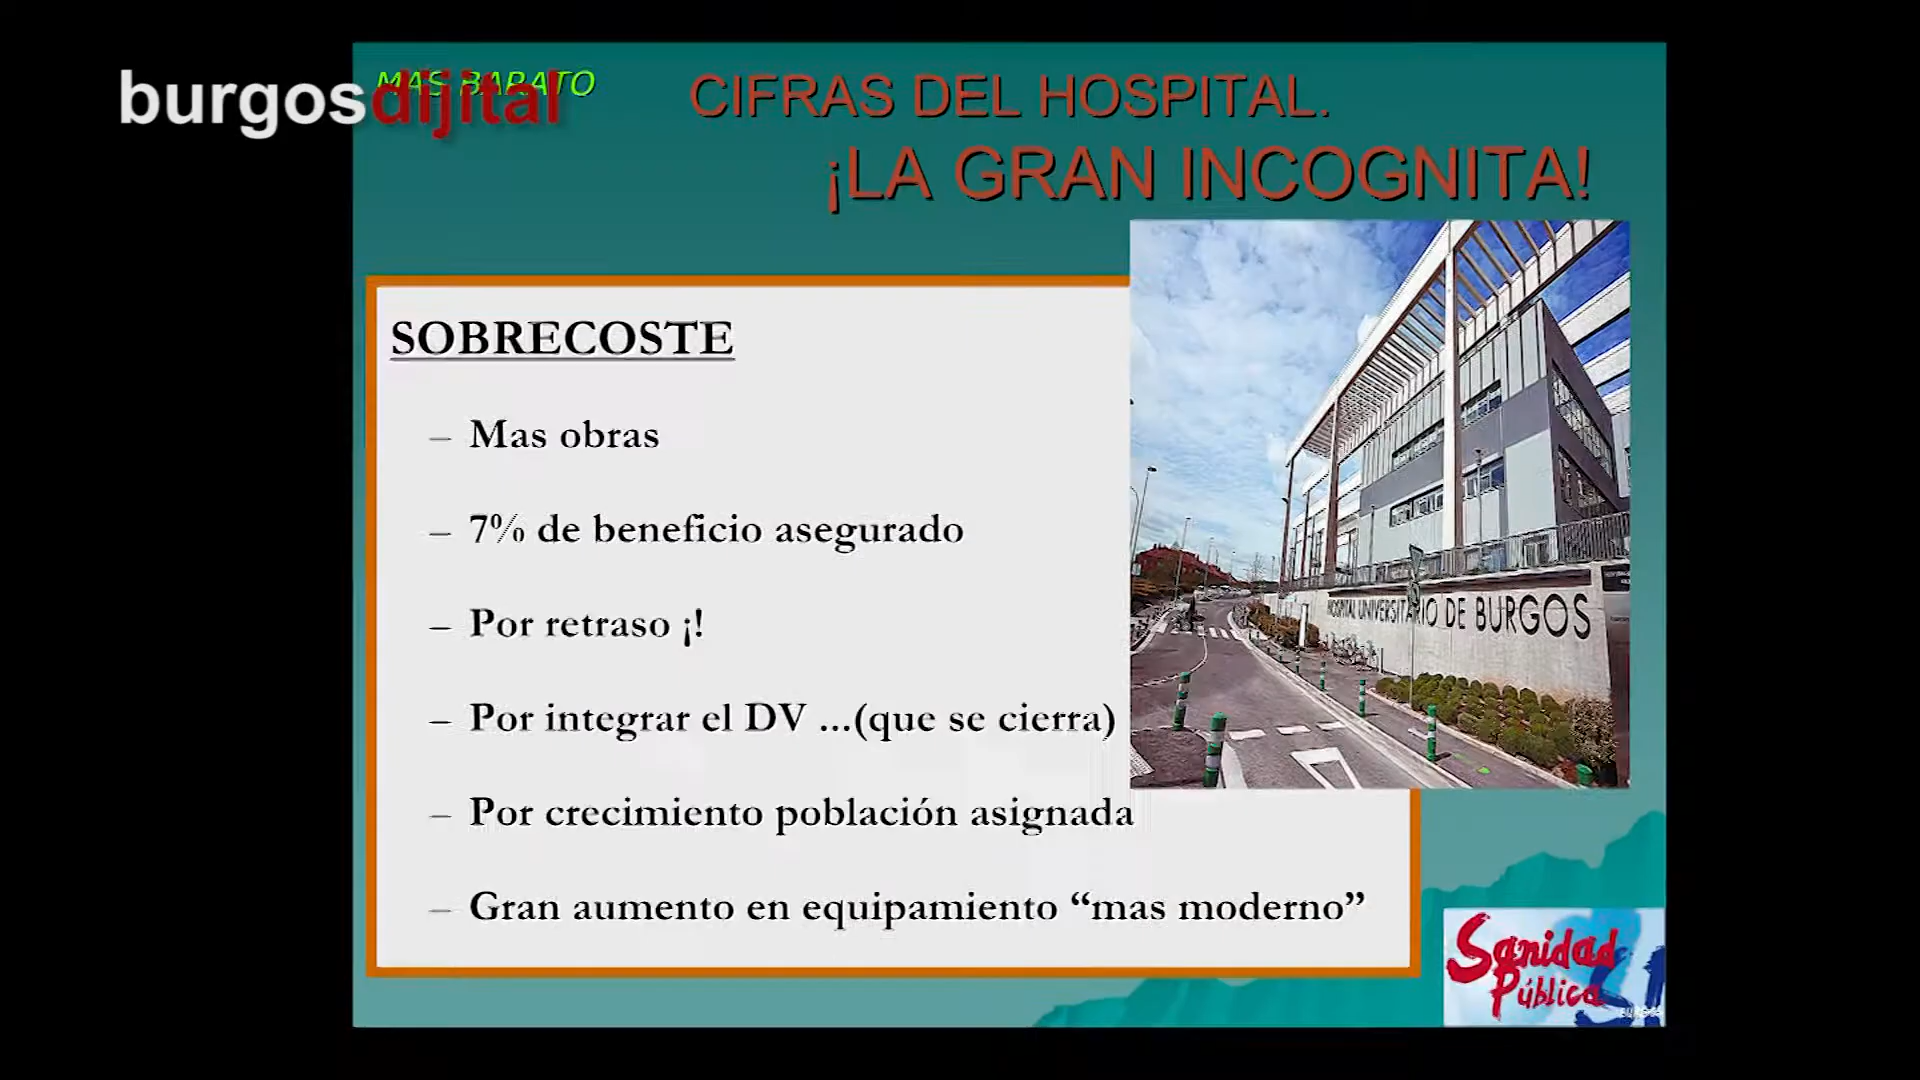 burgosdijital
MAS BARATO
CIFRAS DEL HOSPITAL.
¡LA GRAN INCOGNITA!
SOBRECOSTE
– Mas obras
– 7% de beneficio asegurado
– Por retraso ¡!
– Por integrar el DV ...(que se cierra)
– Por crecimiento población asignada
– Gran aumento en equipamiento “mas moderno”
HOSPITAL UNIVERSITARIO DE BURGOS
Sanidad
Pública
BURGOS